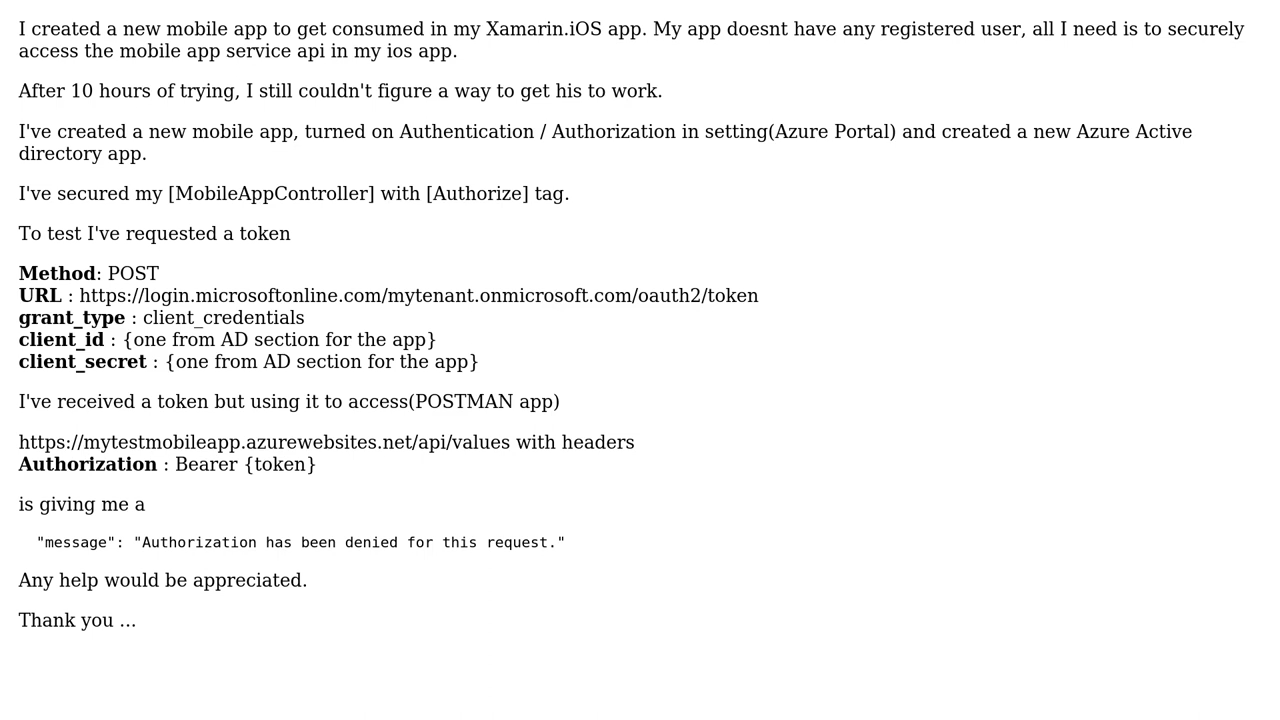 I created a new mobile app to get consumed in my Xamarin.iOS app. My app doesnt have any registered user, all I need is to securely
access the mobile app service api in my ios app.
After 10 hours of trying, I still couldn't figure a way to get his to work.
I've created a new mobile app, turned on Authentication / Authorization in setting(Azure Portal) and created a new Azure Active
directory app.
I've secured my [MobileAppController] with [Authorize] tag.
To test I've requested a token
Method: POST
URL : https://login.microsoftonline.com/mytenant.onmicrosoft.com/oauth2/token
grant_type : client_credentials
client_id : {one from AD section for the app}
client_secret : {one from AD section for the app}
I've received a token but using it to access(POSTMAN app)
https://mytestmobileapp.azurewebsites.net/api/values with headers
Authorization : Bearer {token}
is giving me a
"message": "Authorization has been denied for this request."
Any help would be appreciated.
Thank you ...